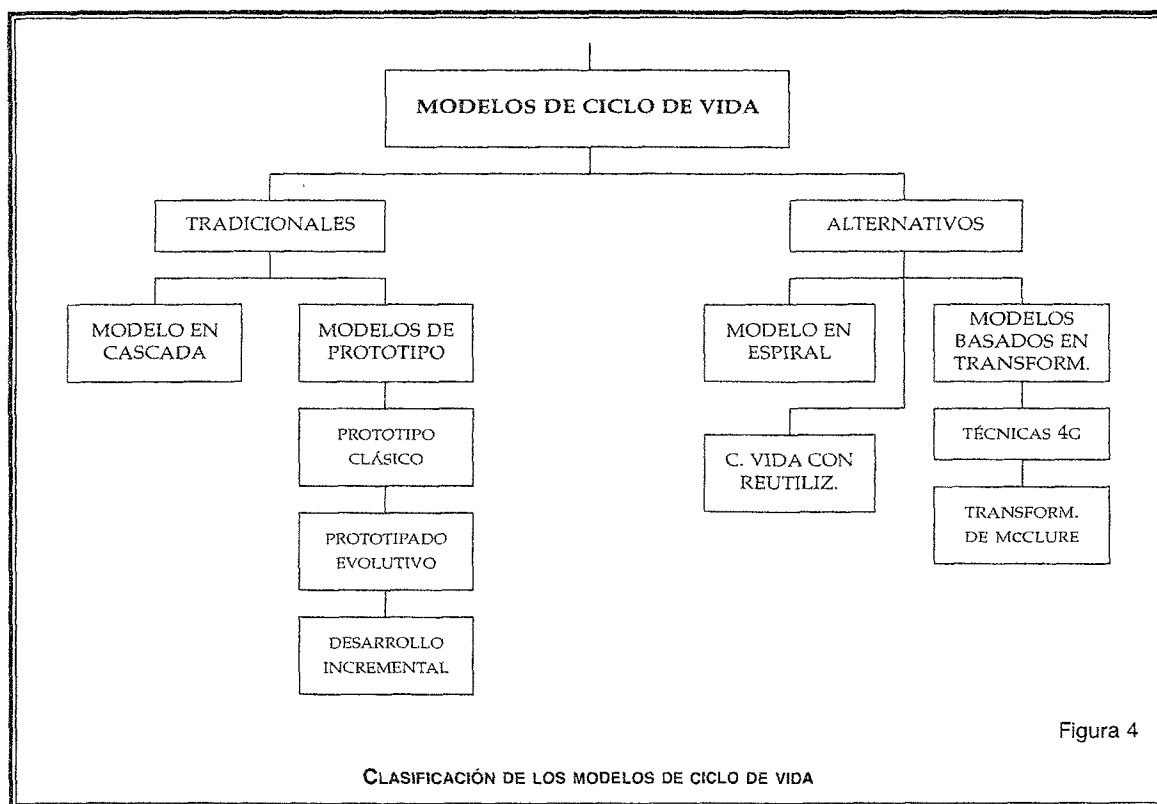 MODELOS DE CICLO DE VIDA
TRADICIONALES
ALTERNATIVOS
MODELO EN
CASCADA
MODELOS DE
PROTOTIPO
MODELO EN
ESPIRAL
MODELOS
BASADOS EN
TRANSFORM.
PROTOTIPO
CLÁSICO
C. VIDA CON
REUTILIZ.
TÉCNICAS 4G
PROTOTIPADO
EVOLUTIVO
TRANSFORM.
DE MCCLURE
DESARROLLO
INCREMENTAL
Figura 4
CLASIFICACIÓN DE LOS MODELOS DE CICLO DE VIDA